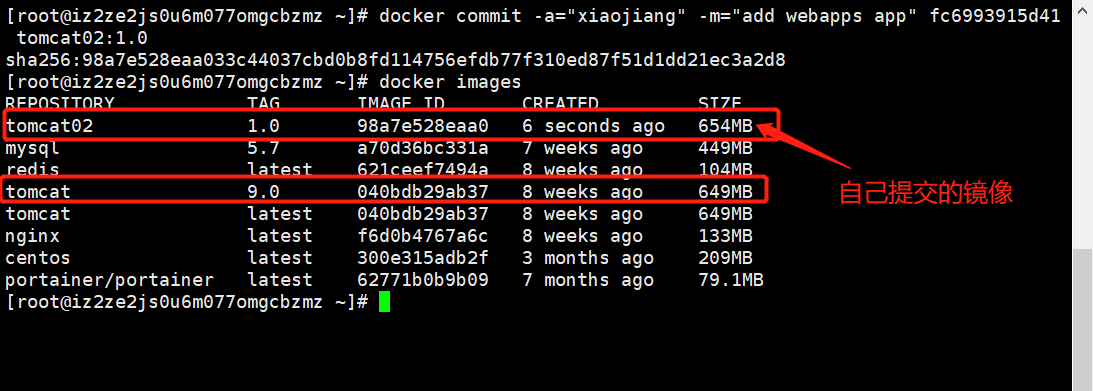 [root@iz2ze2js0u6m077omgcbzmz ~]# docker commit -a="xiaojiang" -m="add webapps app" fc6993915d41
tomcat02:1.0
sha256:98a7e528eaa033c44037cbd0b8fd114756efdb77f310ed87f51d1dd21ec3a2d8
[root@iz2ze2js0u6m077omgcbzmz ~]# docker images
REPOSITORY TAG IMAGE ID CREATED SIZE
tomcat02 1.0 98a7e528eaa0 6 seconds ago 654MB
mysql 5.7 a70d36bc331a 7 weeks ago 449MB
redis latest 621ceef7494a 8 weeks ago 104MB
tomcat 9.0 040bdb29ab37 8 weeks ago 649MB
自己提交的镜像
tomcat latest 040bdb29ab37 8 weeks ago 649MB
nginx latest f6d0b4767a6c 8 weeks ago 133MB
centos latest 300e315adb2f 3 months ago 209MB
portainer/portainer latest 62771b0b9b09 7 months ago 79.1MB
[root@iz2ze2js0u6m077omgcbzmz ~]#